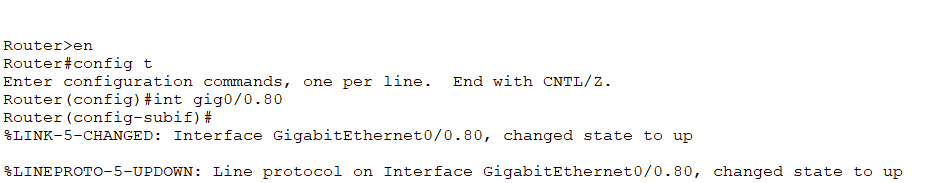 Router>en
Router#config t
Enter configuration commands, one per line.  End with CNTL/Z.
Router(config)#int gig0/0.80
Router(config-subif)#
%LINK-5-CHANGED: Interface GigabitEthernet0/0.80, changed state to up
%LINEPROTO-5-UPDOWN: Line protocol on Interface GigabitEthernet0/0.80, changed state to up